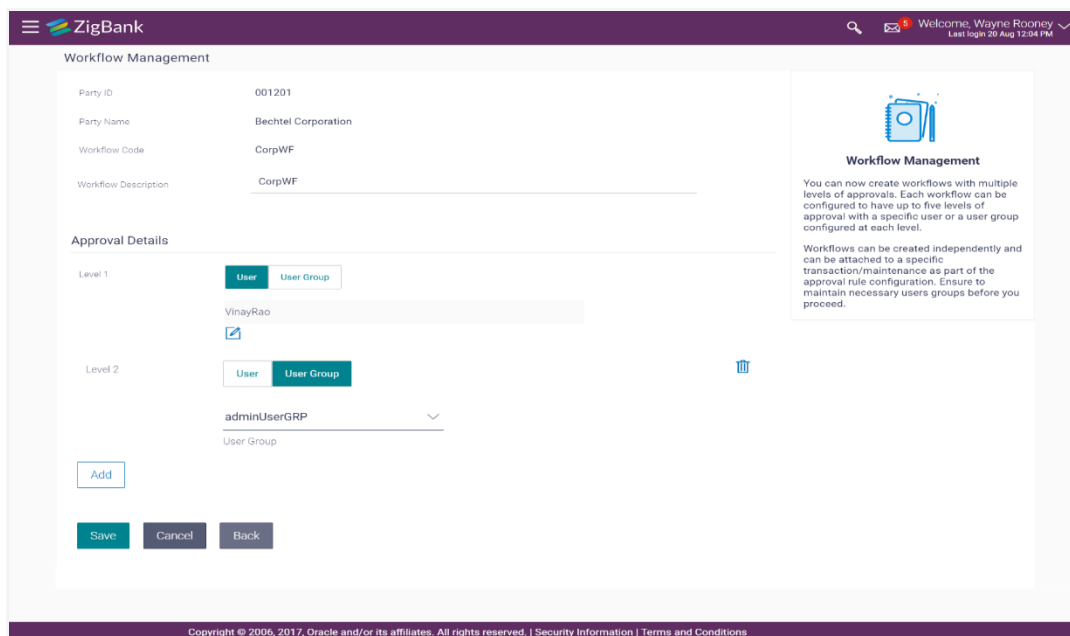 ZigBank
5
Welcome, Wayne Rooney
Last login 20 Aug 12:04 PM
Workflow Management
Party ID
001201
Party Name
Bechtel Corporation
Workflow Code
CorpWF
Workflow Description
CorpWF
Approval Details
Level 1
User
User Group
VinayRao
Level 2
User
User Group
adminUserGRP
User Group
Add
Save
Cancel
Back
Workflow Management
You can now create workflows with multiple
levels of approvals. Each workflow can be
configured to have up to five levels of
approval with a specific user or a user group
configured at each level.
Workflows can be created independently and
can be attached to a specific
transaction/maintenance as part of the
approval rule configuration. Ensure to
maintain necessary users groups before you
proceed.
Copyright © 2006, 2017, Oracle and/or its affiliates. All rights reserved. | Security Information | Terms and Conditions